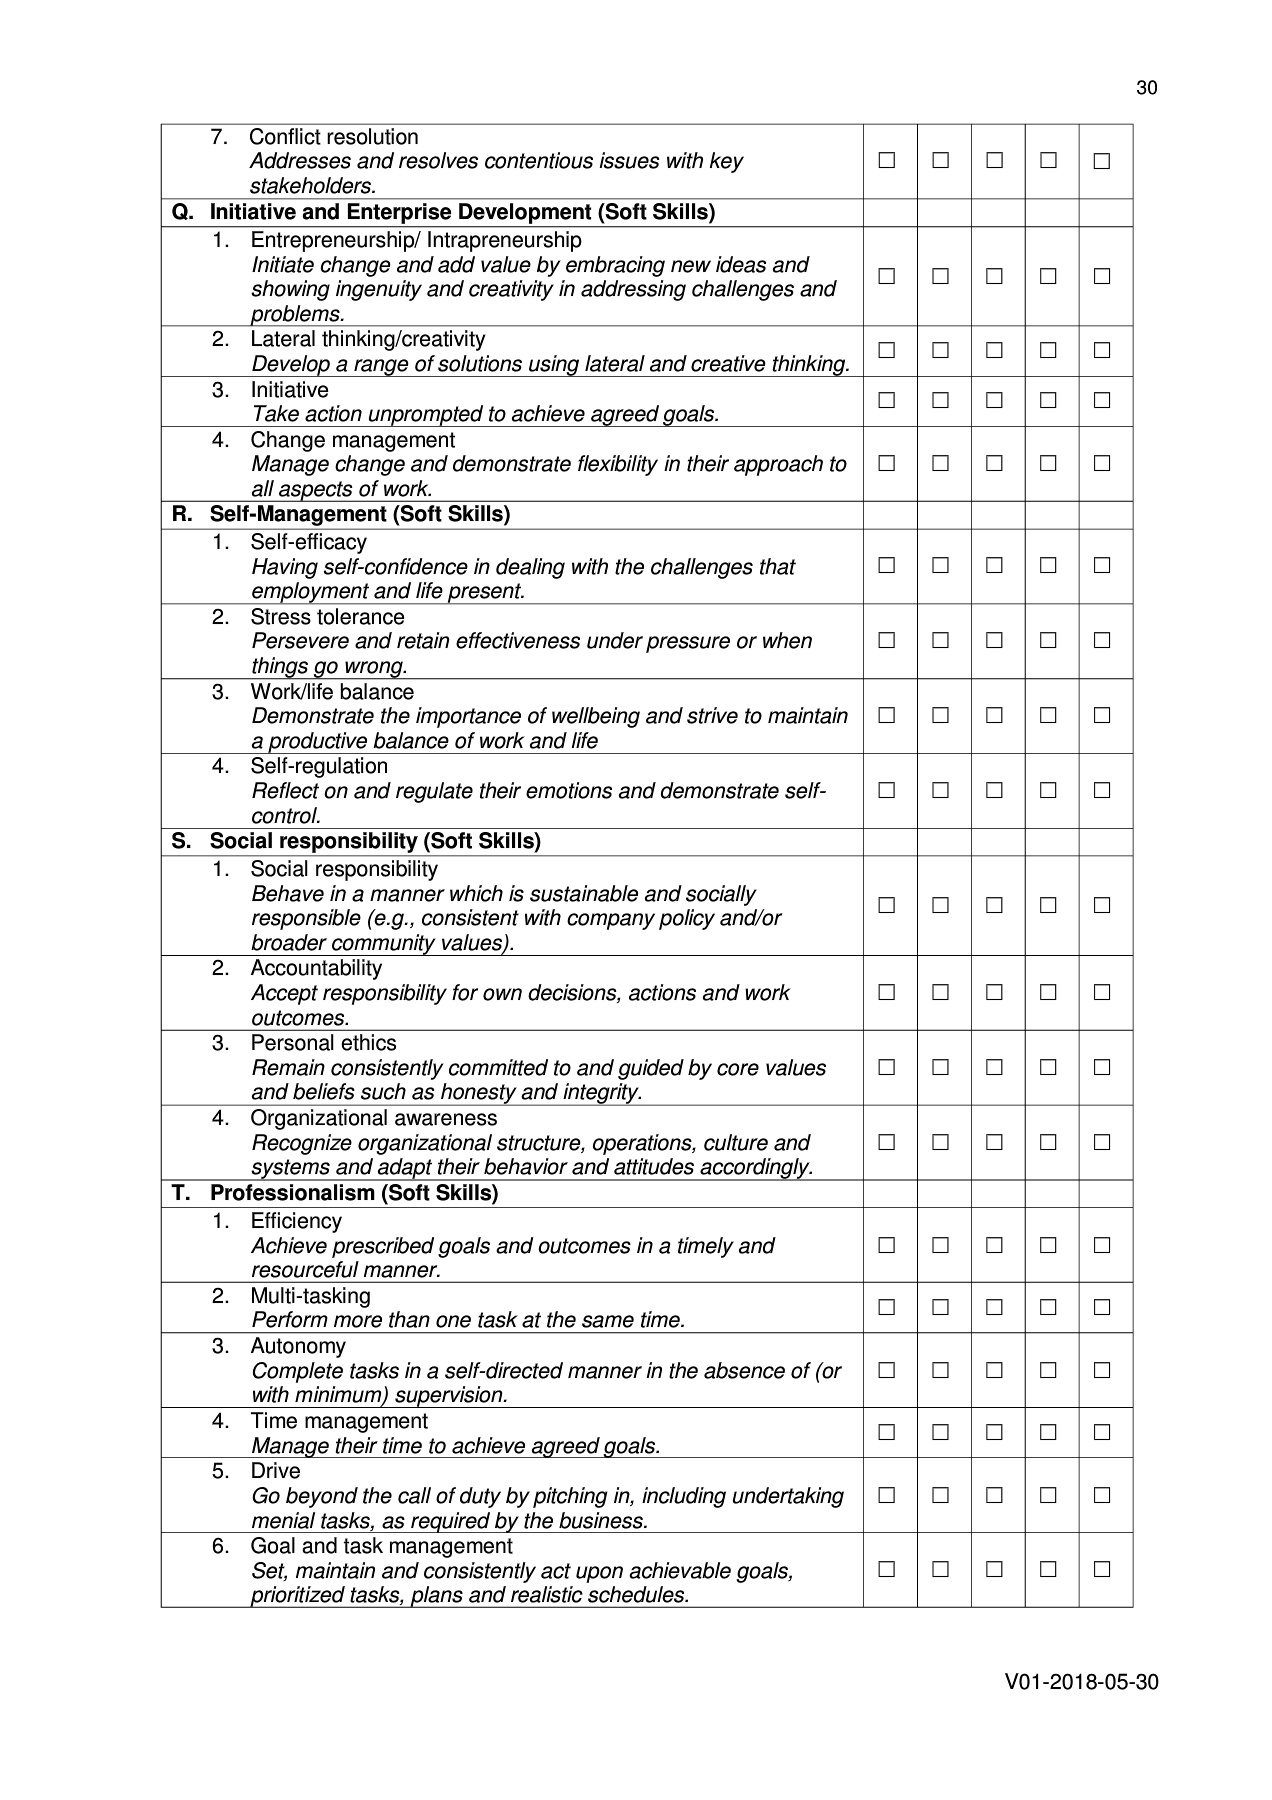 30
7. Conflict resolution
Addresses and resolves contentious issues with key
stakeholders.
☐ ☐ ☐ ☐ ☐
Q. Initiative and Enterprise Development (Soft Skills)
1. Entrepreneurship/ Intrapreneurship
Initiate change and add value by embracing new ideas and
showing ingenuity and creativity in addressing challenges and
problems.
☐ ☐ ☐ ☐ ☐
2. Lateral thinking/creativity
Develop a range of solutions using lateral and creative thinking.
☐ ☐ ☐ ☐ ☐
3. Initiative
Take action unprompted to achieve agreed goals.
☐ ☐ ☐ ☐ ☐
4. Change management
Manage change and demonstrate flexibility in their approach to
all aspects of work.
☐ ☐ ☐ ☐ ☐
R. Self-Management (Soft Skills)
1. Self-efficacy
Having self-confidence in dealing with the challenges that
employment and life present.
☐ ☐ ☐ ☐ ☐
2. Stress tolerance
Persevere and retain effectiveness under pressure or when
things go wrong.
☐ ☐ ☐ ☐ ☐
3. Work/life balance
Demonstrate the importance of wellbeing and strive to maintain
a productive balance of work and life
☐ ☐ ☐ ☐ ☐
4. Self-regulation
Reflect on and regulate their emotions and demonstrate self-
control.
☐ ☐ ☐ ☐ ☐
S. Social responsibility (Soft Skills)
1. Social responsibility
Behave in a manner which is sustainable and socially
responsible (e.g., consistent with company policy and/or
broader community values).
☐ ☐ ☐ ☐ ☐
2. Accountability
Accept responsibility for own decisions, actions and work
outcomes.
☐ ☐ ☐ ☐ ☐
3. Personal ethics
Remain consistently committed to and guided by core values
and beliefs such as honesty and integrity.
☐ ☐ ☐ ☐ ☐
4. Organizational awareness
Recognize organizational structure, operations, culture and
systems and adapt their behavior and attitudes accordingly.
☐ ☐ ☐ ☐ ☐
T. Professionalism (Soft Skills)
1. Efficiency
Achieve prescribed goals and outcomes in a timely and
resourceful manner.
☐ ☐ ☐ ☐ ☐
2. Multi-tasking
Perform more than one task at the same time.
☐ ☐ ☐ ☐ ☐
3. Autonomy
Complete tasks in a self-directed manner in the absence of (or
with minimum) supervision.
☐ ☐ ☐ ☐ ☐
4. Time management
Manage their time to achieve agreed goals.
☐ ☐ ☐ ☐ ☐
5. Drive
Go beyond the call of duty by pitching in, including undertaking
menial tasks, as required by the business.
☐ ☐ ☐ ☐ ☐
6. Goal and task management
Set, maintain and consistently act upon achievable goals,
prioritized tasks, plans and realistic schedules.
☐ ☐ ☐ ☐ ☐
V01-2018-05-30